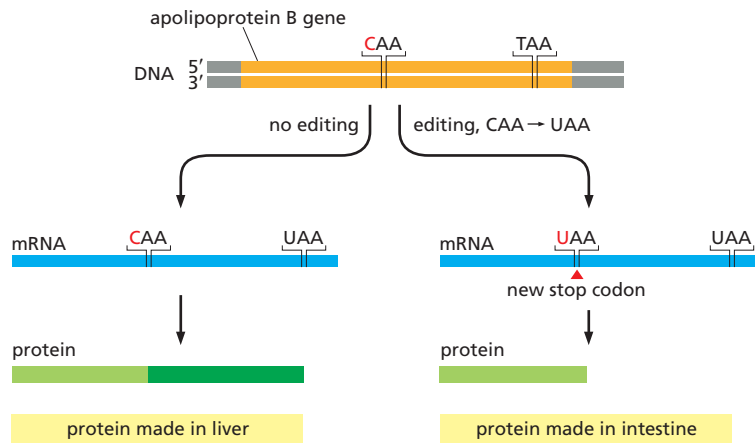 apolipoprotein B gene
CAA TAA
DNA 5′
3′
no editing editing, CAA → UAA
mRNA CAA UAA mRNA UAA UAA
new stop codon
protein protein
protein made in liver protein made in intestine